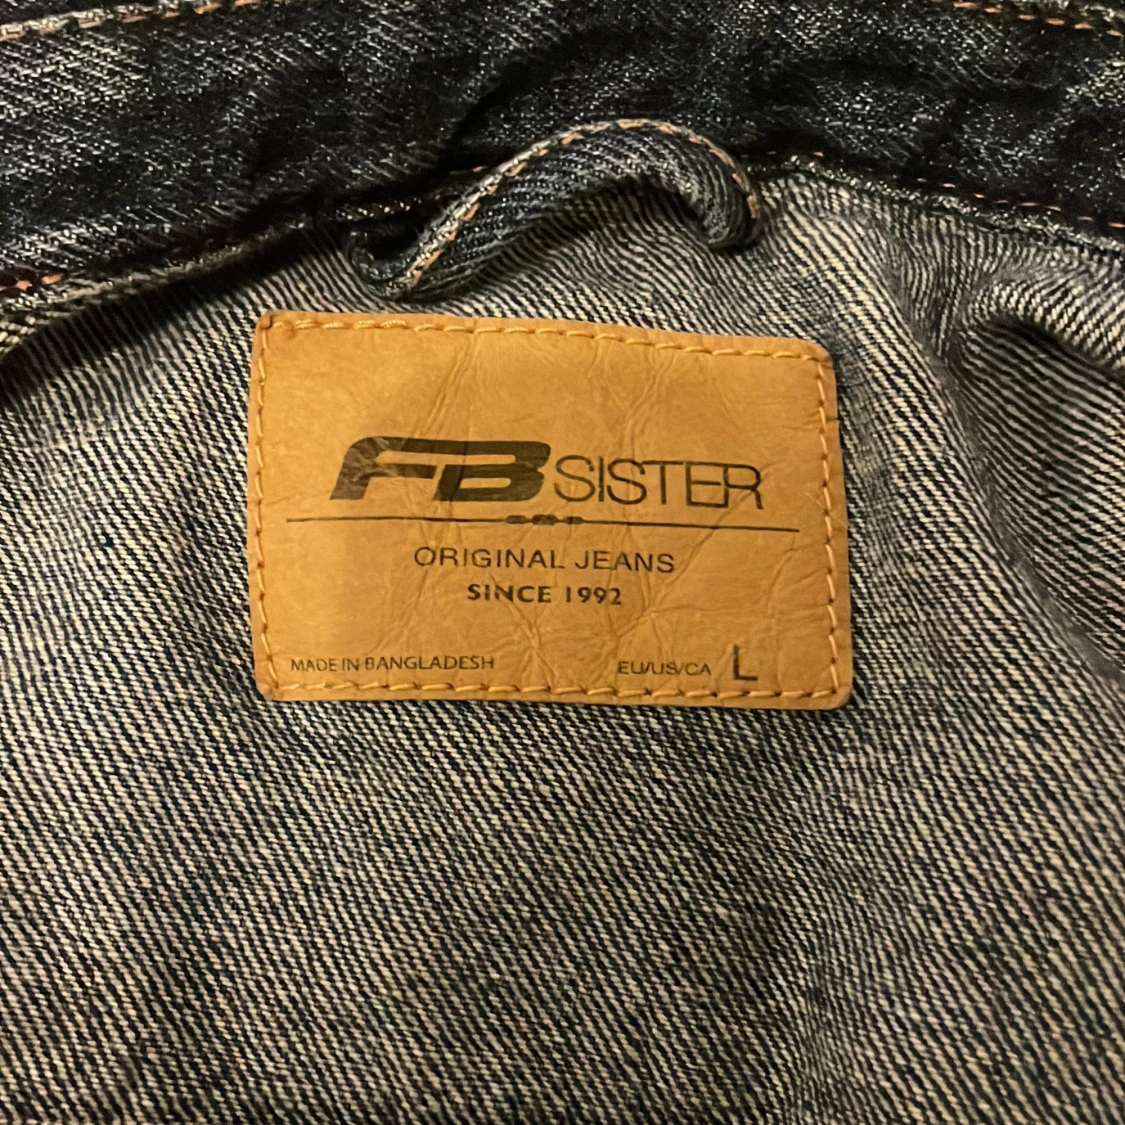 FB SISTER
ORIGINAL JEANS
SINCE 1992
MADE IN BANGLADESH EU/US/CA L